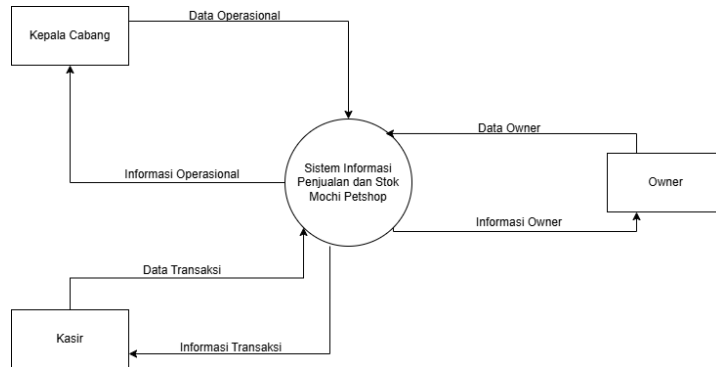 Data Operasional
Kepala Cabang
Data Owner
Sistem Informasi
Penjualan dan Stok
Mochi Petshop
Informasi Operasional
Owner
Informasi Owner
Data Transaksi
Kasir
Informasi Transaksi